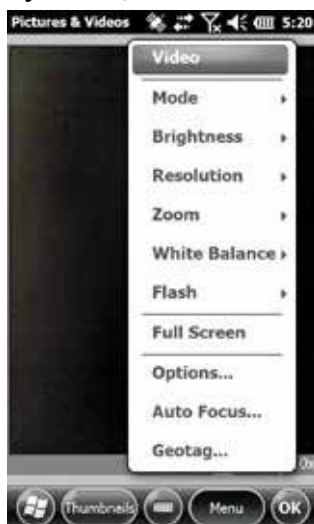 Pictures & Videos 5:20
Video
Mode
Brightness
Resolution
Zoom
White Balance
Flash
Full Screen
Options...
Auto Focus...
Geotag...
Thumbnails Menu OK